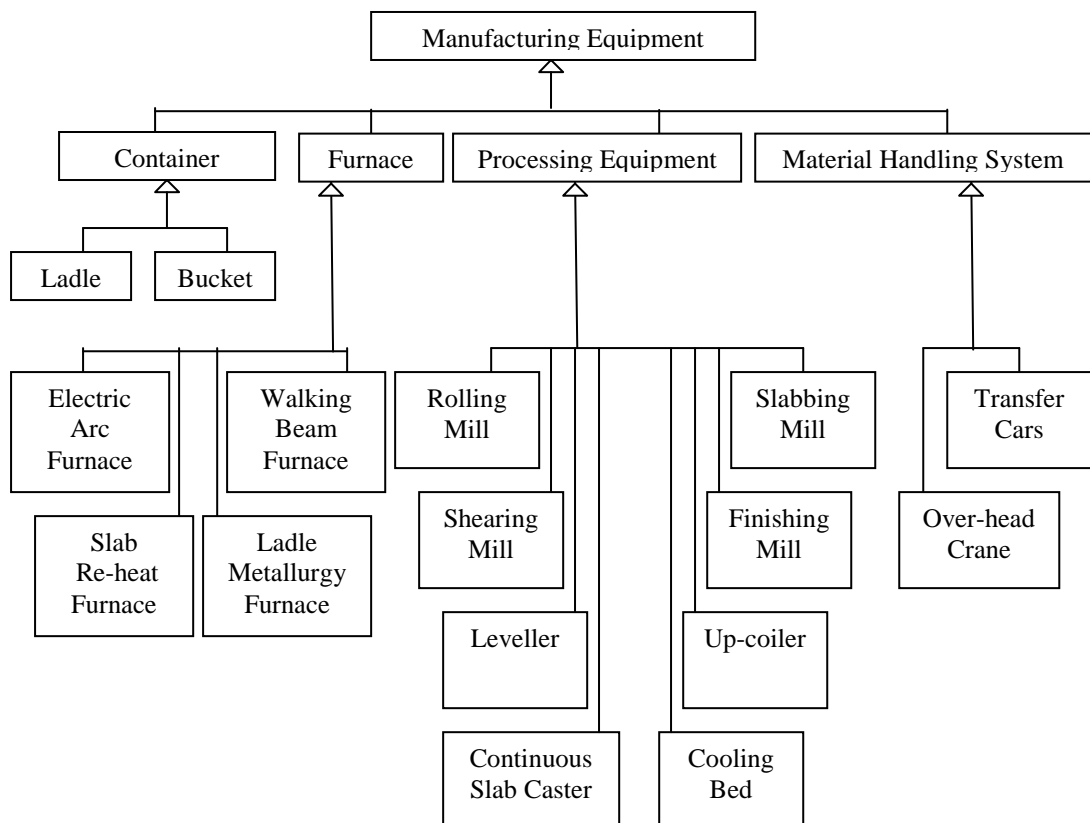 Manufacturing Equipment
Container
Furnace
Processing Equipment
Material Handling System
Ladle
Bucket
Electric
Arc
Furnace
Walking
Beam
Furnace
Rolling
Mill
Slabbing
Mill
Transfer
Cars
Slab
Re-heat
Furnace
Ladle
Metallurgy
Furnace
Shearing
Mill
Finishing
Mill
Over-head
Crane
Leveller
Up-coiler
Continuous
Slab Caster
Cooling
Bed